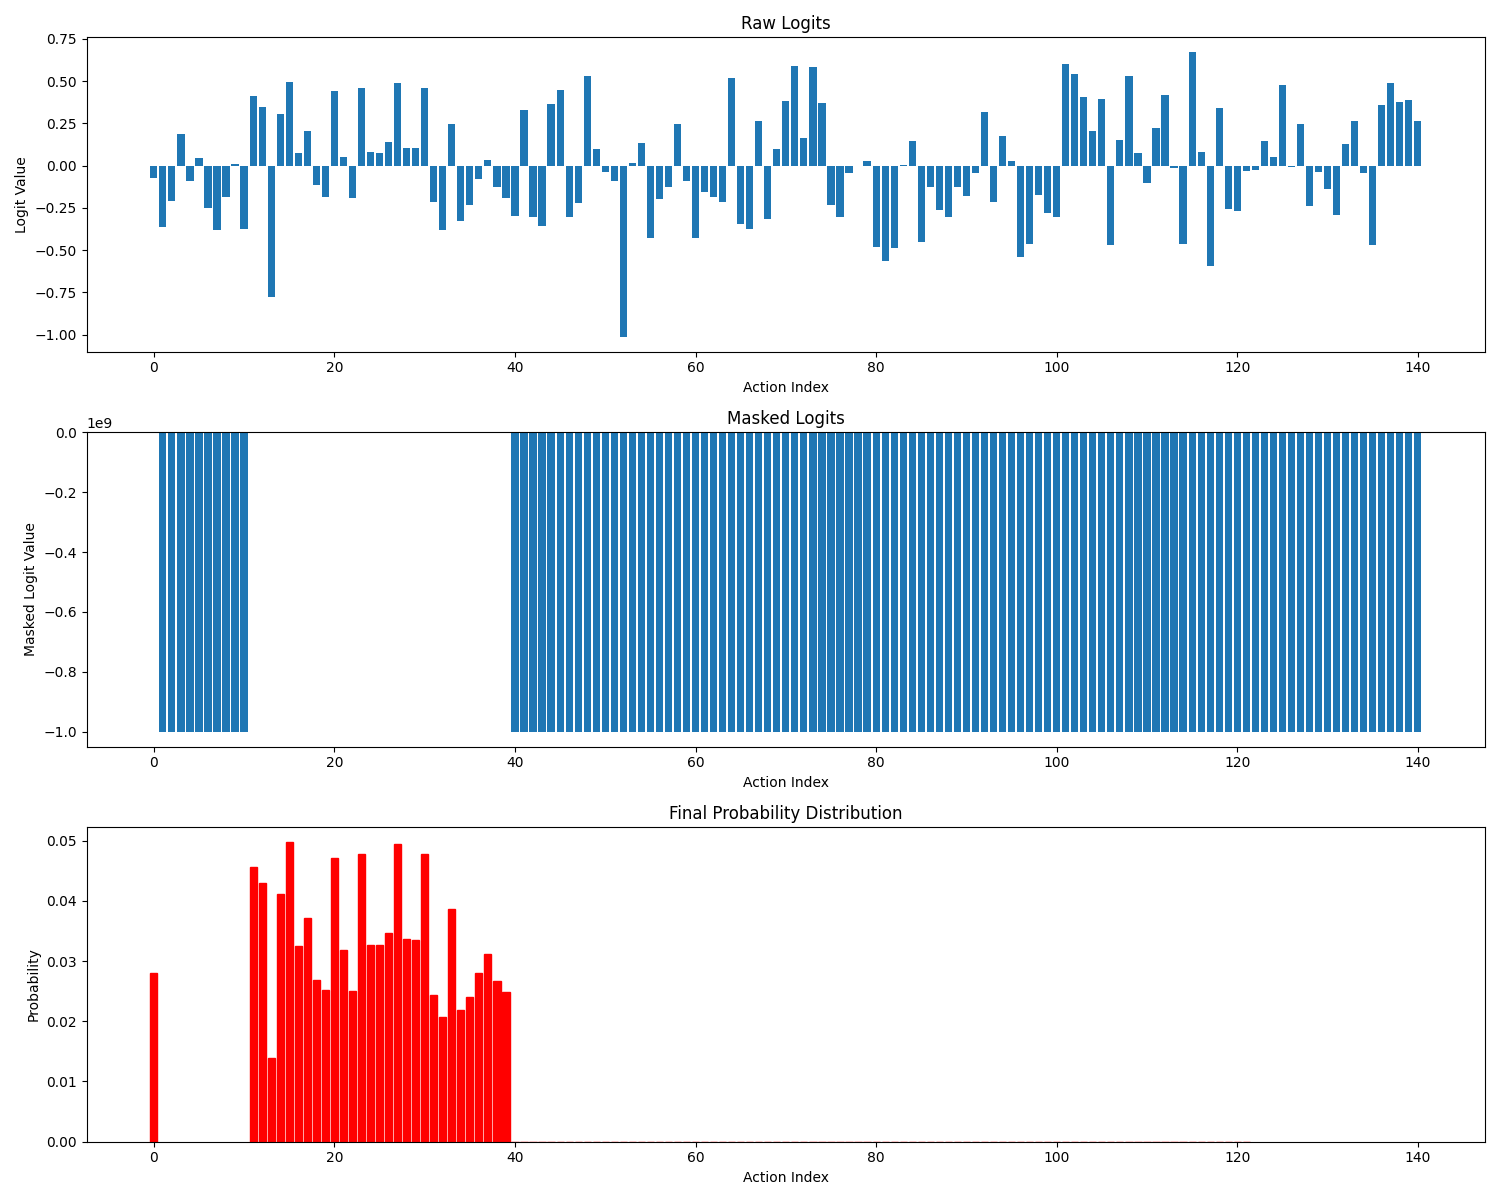 Raw Logits
0.75
0.50
0.25
0.00
−0.25
−0.50
−0.75
−1.00
Logit Value
0 20 40 60 80 100 120 140
Action Index
Masked Logits
1e9
0.0
−0.2
−0.4
−0.6
−0.8
−1.0
Masked Logit Value
0 20 40 60 80 100 120 140
Action Index
Final Probability Distribution
0.05
0.04
0.03
0.02
0.01
0.00
Probability
0 20 40 60 80 100 120 140
Action Index